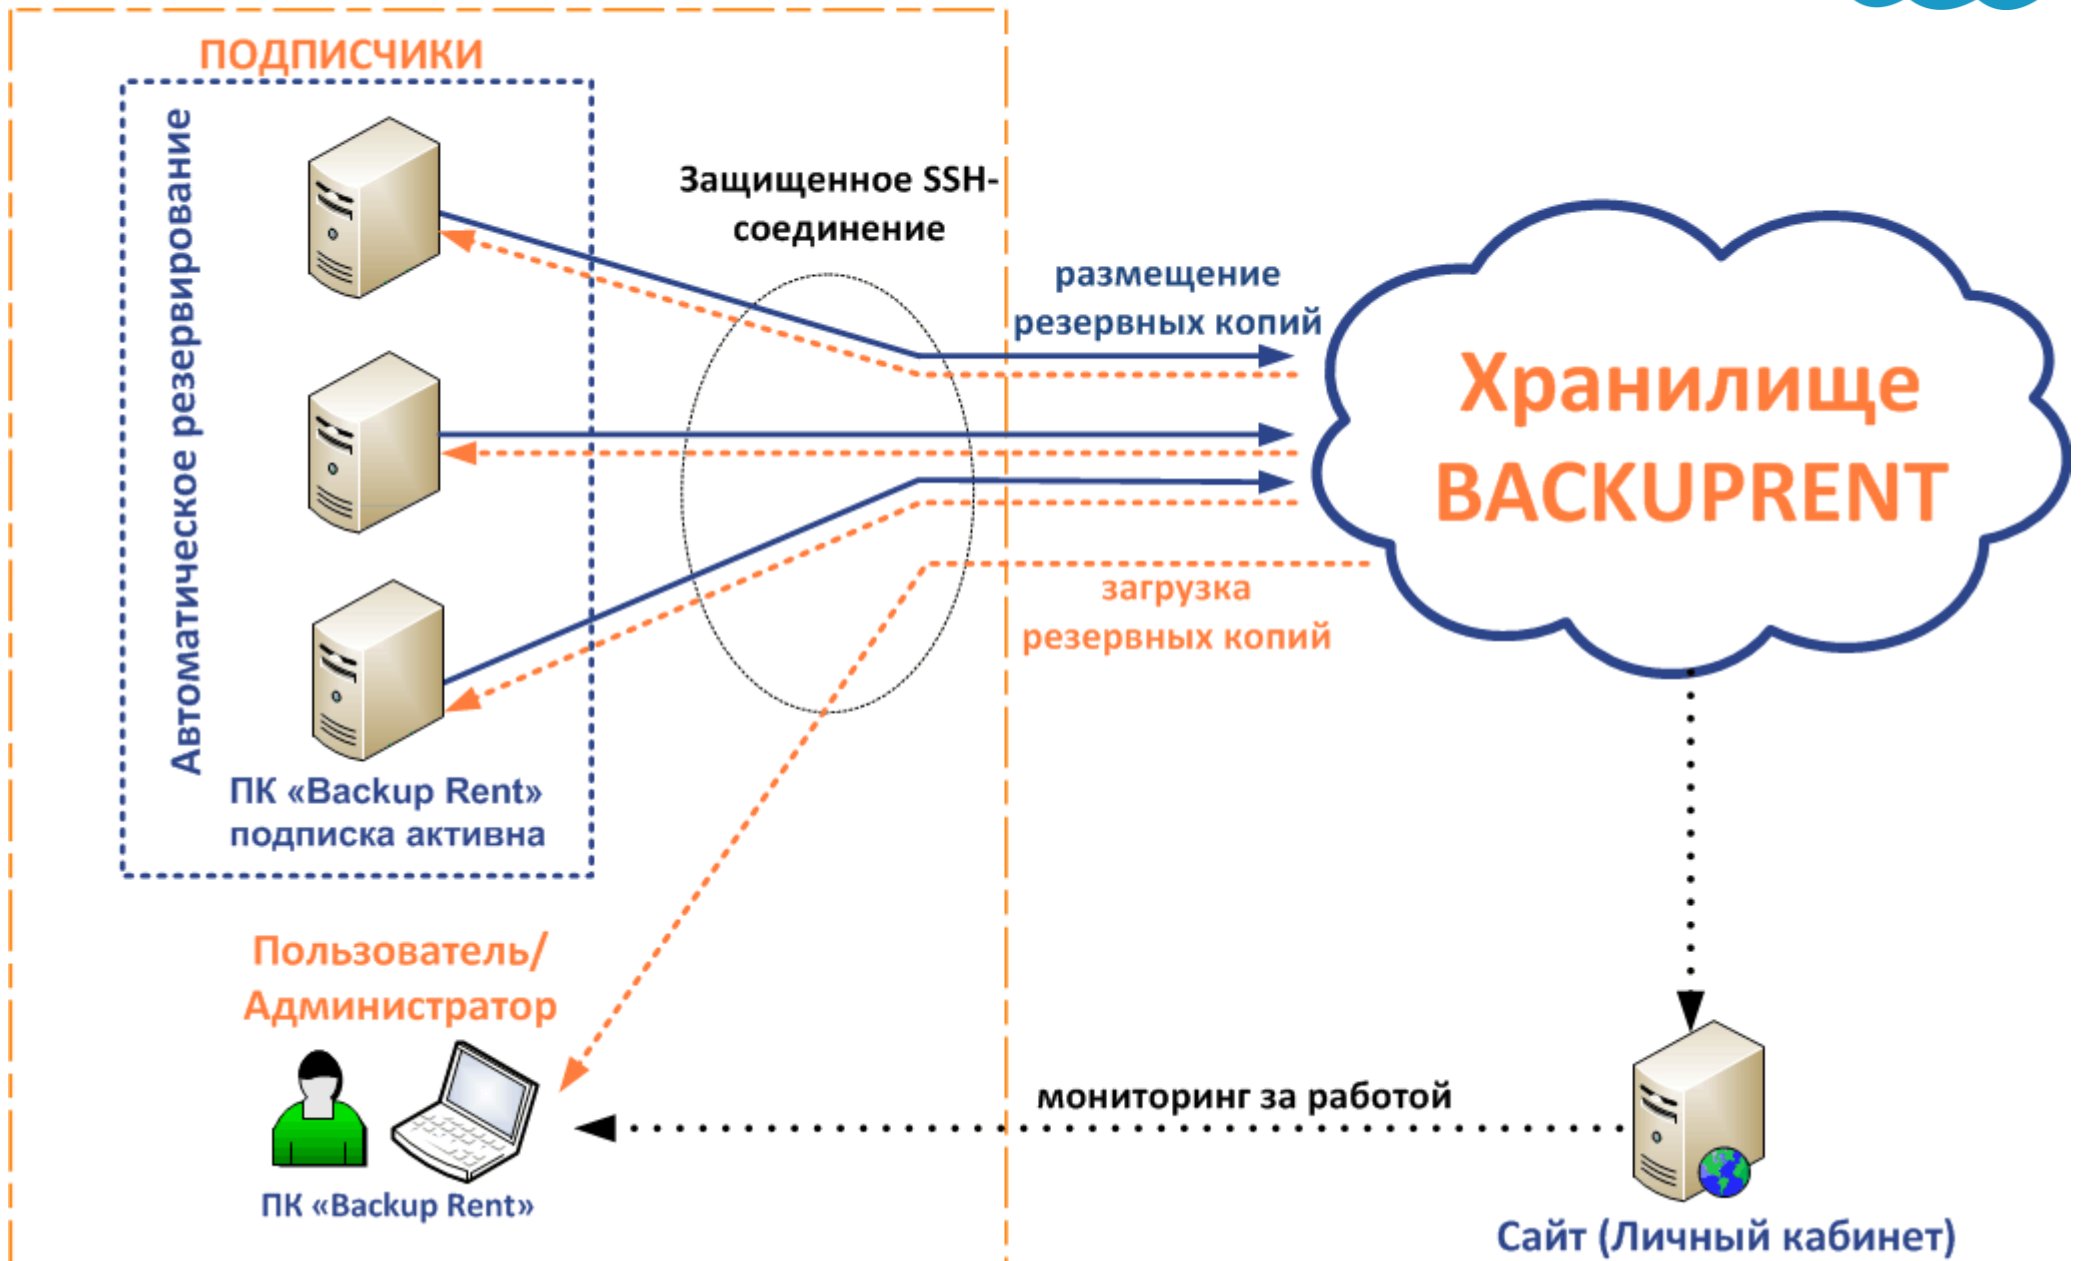 ПОДПИСЧИКИ
Автоматическое резервирование
Защищенное SSH-
соединение
размещение
резервных копий
Хранилище
BACKUPRENT
загрузка
резервных копий
ПК «Backup Rent»
подписка активна
Пользователь/
Администратор
ПК «Backup Rent»
мониторинг за работой
Сайт (Личный кабинет)